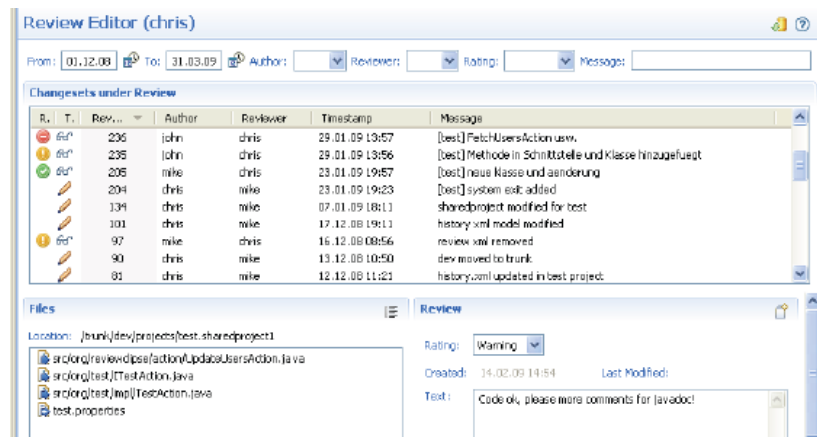 Review Editor (chris)
From: 01.12.08 To: 31.03.09 Author: Reviewer: Rating: Message:
Changesets under Review
R. T. Rev... Author Reviewer Timestamp Message
236 john chris 29.01.09 13:57 [test] FetchUsersAction usw.
235 john chris 29.01.09 13:56 [test] Methode in Schnittstelle und Klasse hinzugefuegt
205 mike chris 23.01.09 19:57 [test] neue klasse und aenderung
204 chris mike 23.01.09 19:23 [test] system exit added
134 chris mike 07.01.09 18:11 sharedproject modified for test
101 chris mike 17.12.08 19:11 history xml model modified
97 mike chris 16.12.08 08:56 review xml removed
90 chris mike 13.12.08 10:50 dev moved to trunk
81 chris mike 12.12.08 11:21 history.xml updated in test project
Files
Location: /trunk/dev/projects/test.sharedproject1
src/org/reviewclipse/action/UpdateUsersAction.java
src/org/test/ITestAction.java
src/org/test/impl/TestAction.java
test.properties
Review
Rating: Warning
Created: 14.02.09 14:54 Last Modified:
Text: Code ok, please more comments for javadoc!